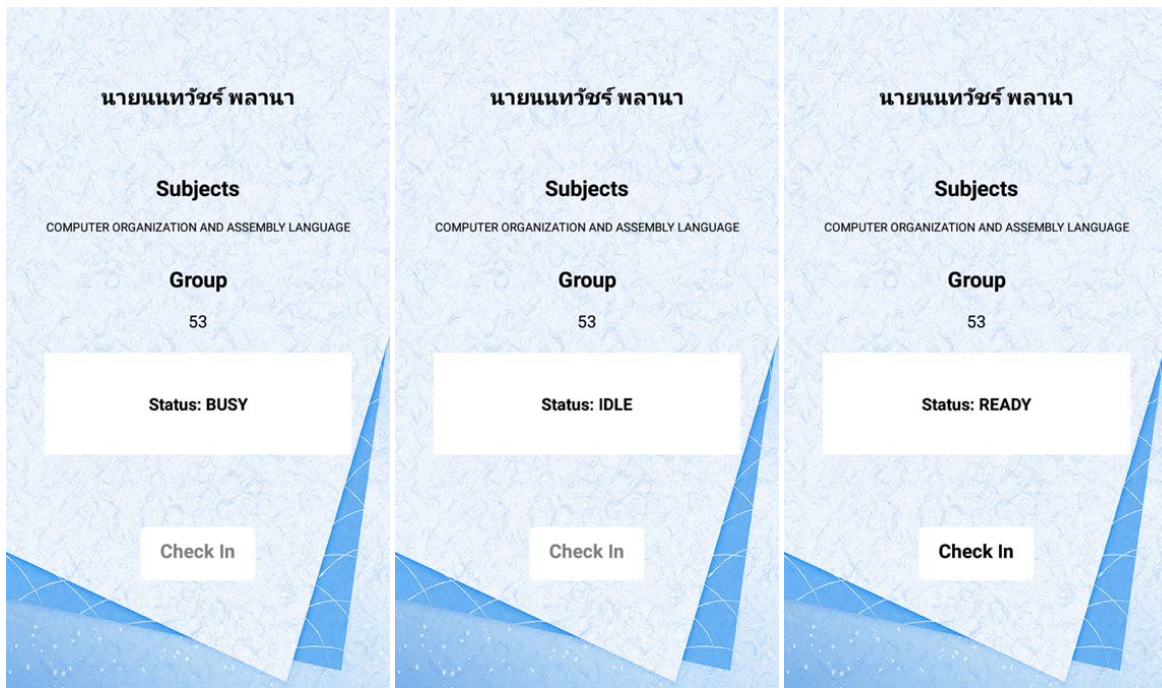 นายนนทวัชร์ พลานา
Subjects
COMPUTER ORGANIZATION AND ASSEMBLY LANGUAGE
Group
53
Status: BUSY
Check In
นายนนทวัชร์ พลานา
Subjects
COMPUTER ORGANIZATION AND ASSEMBLY LANGUAGE
Group
53
Status: IDLE
Check In
นายนนทวัชร์ พลานา
Subjects
COMPUTER ORGANIZATION AND ASSEMBLY LANGUAGE
Group
53
Status: READY
Check In